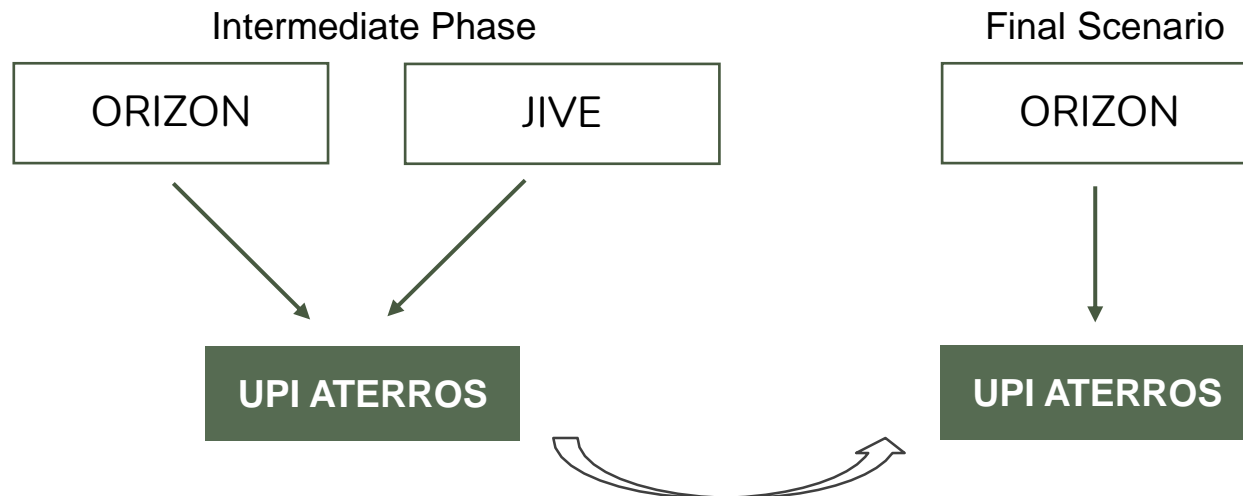 Intermediate Phase
Final Scenario
ORIZON
JIVE
ORIZON
UPI ATERROS
UPI ATERROS